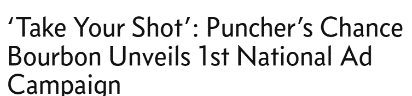 ‘Take Your Shot’: Puncher’s Chance
Bourbon Unveils 1st National Ad
Campaign